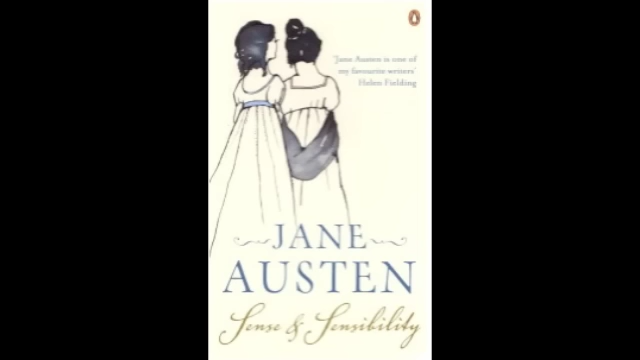 'Jane Austen is one of
my favourite writers'
Helen Fielding
JANE
AUSTEN
Sense & Sensibility